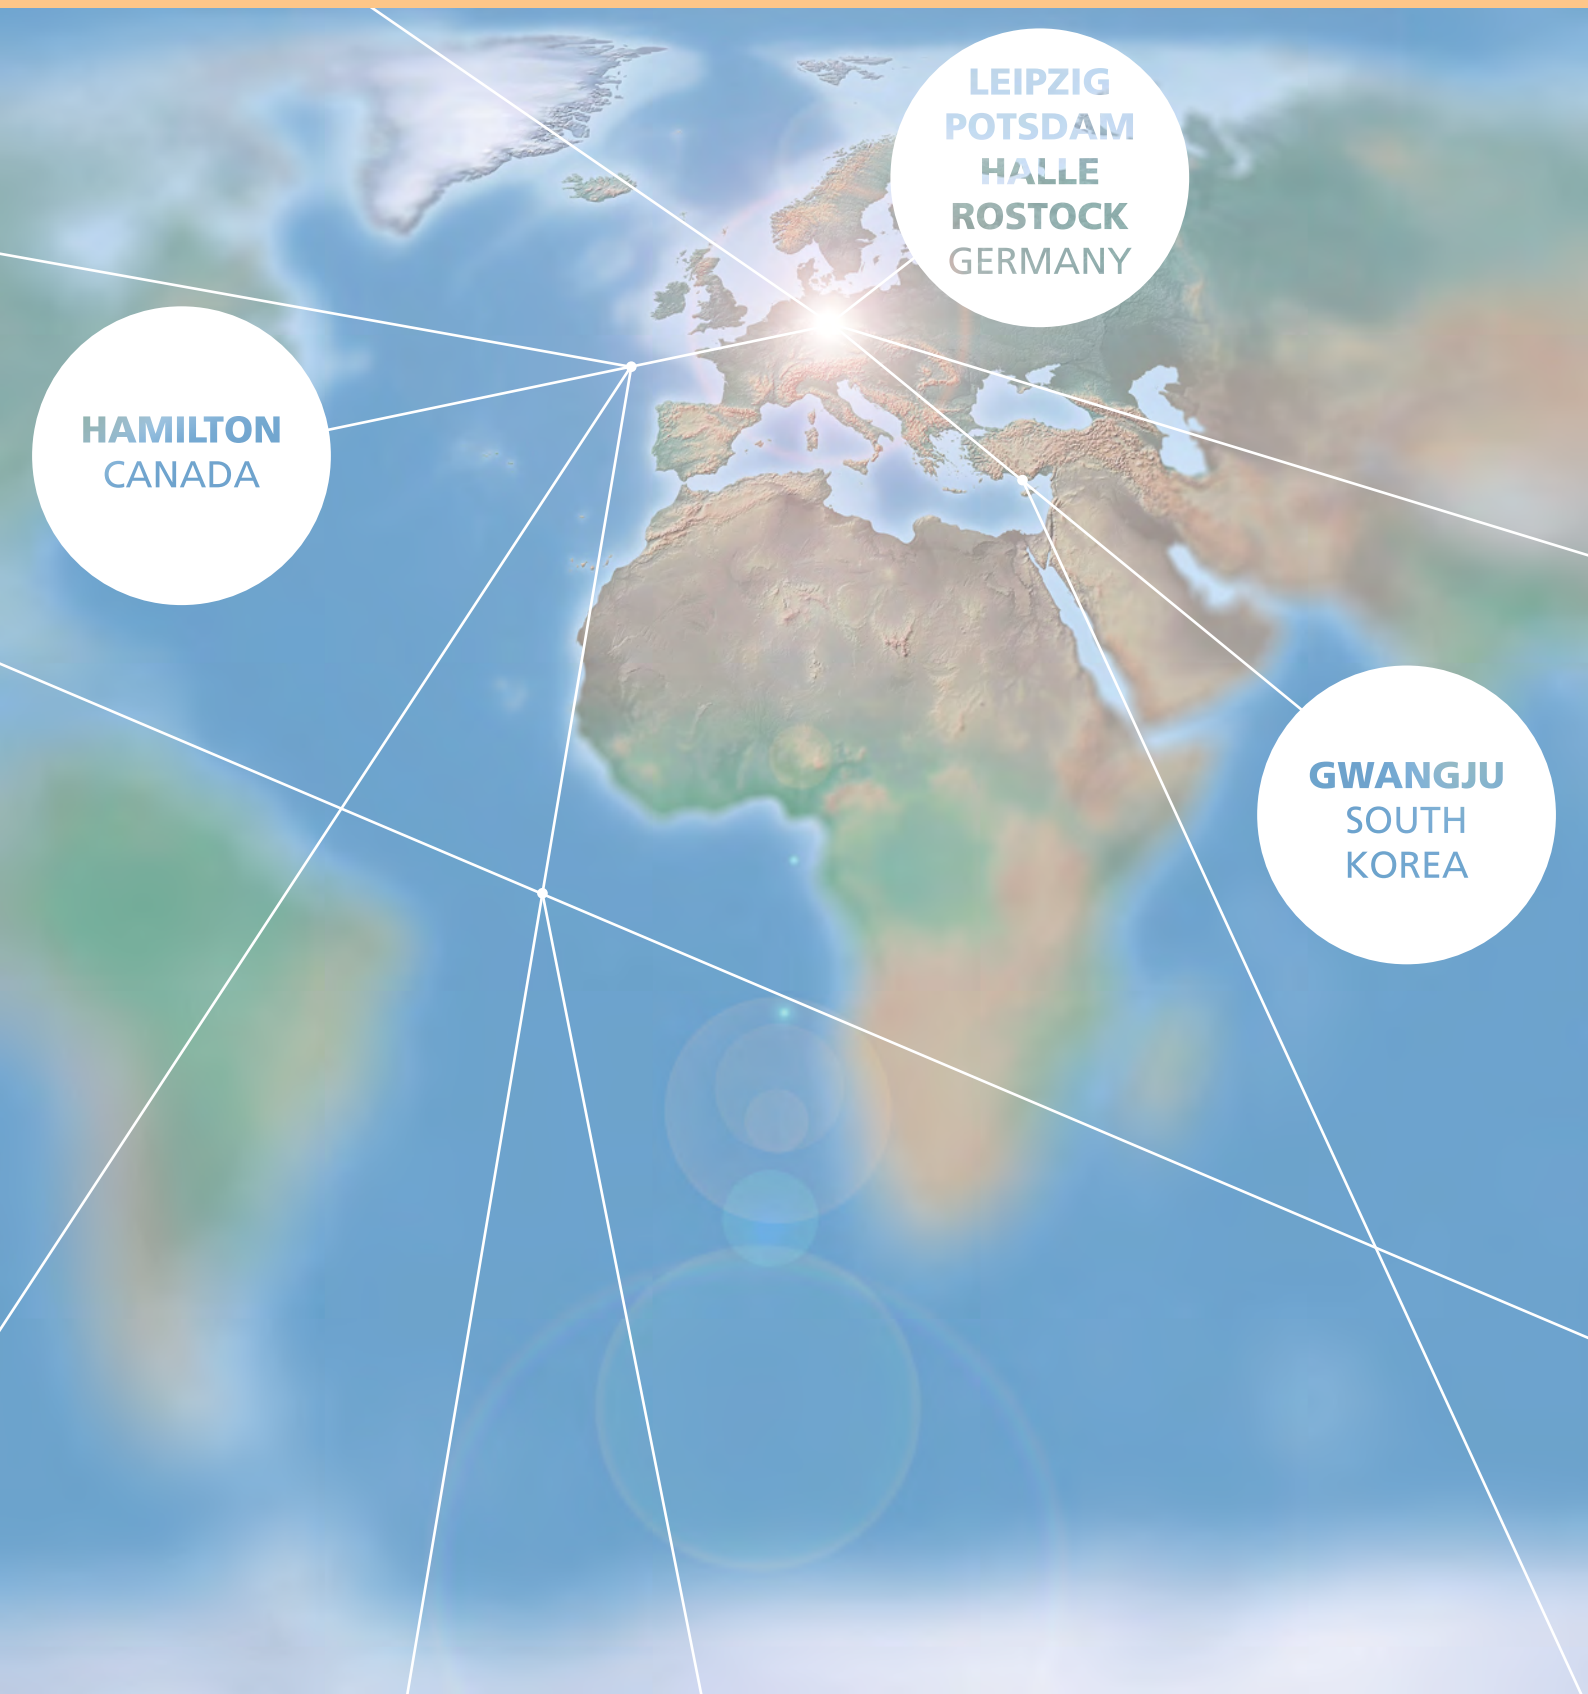 LEIPZIG
POTSDAM
HALLE
ROSTOCK
GERMANY
HAMILTON
CANADA
GWANGJU
SOUTH
KOREA